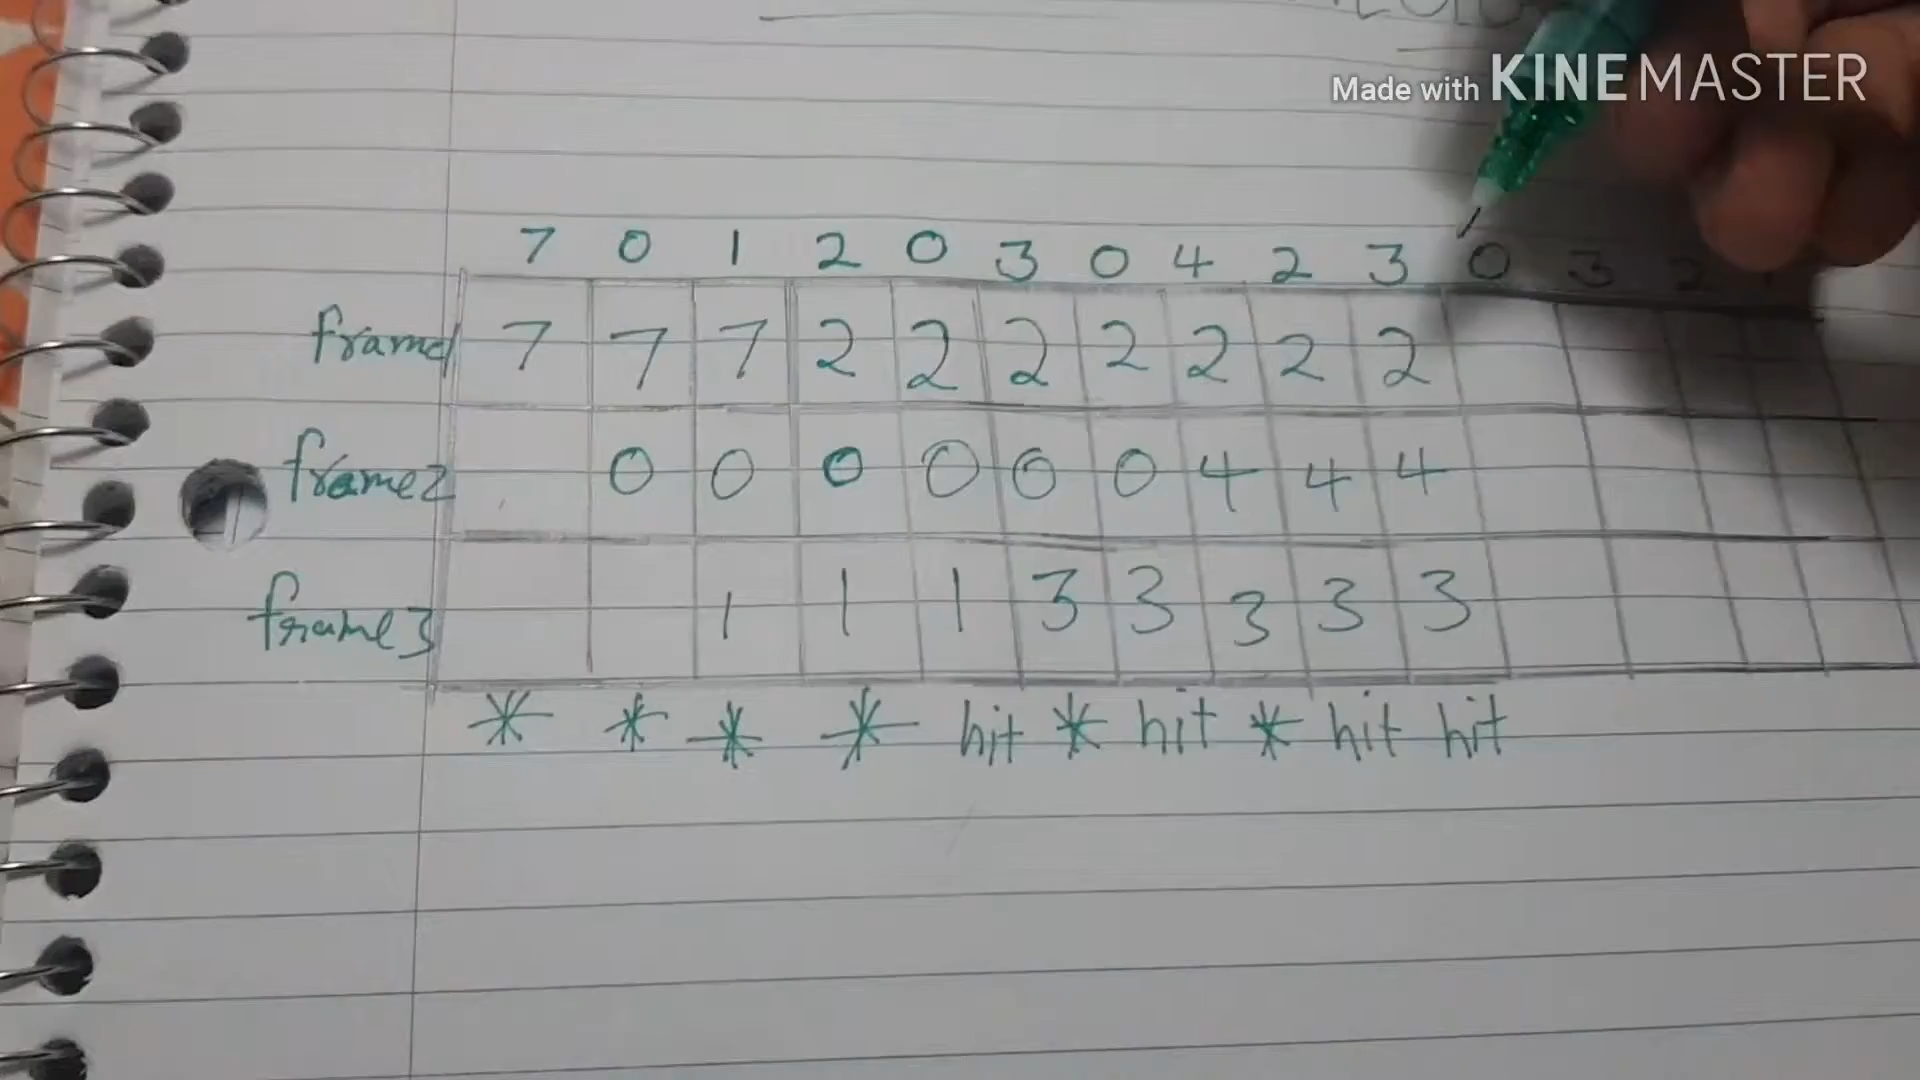 Made with KINEMASTER
7 0 1 2 0 3 0 4 2 3 0 3 2
frame1 7 7 7 2 2 2 2 2 2 2
frame2 0 0 0 0 0 0 4 4 4
frame3 1 1 1 3 3 3 3 3
* * * * hit * hit * hit hit